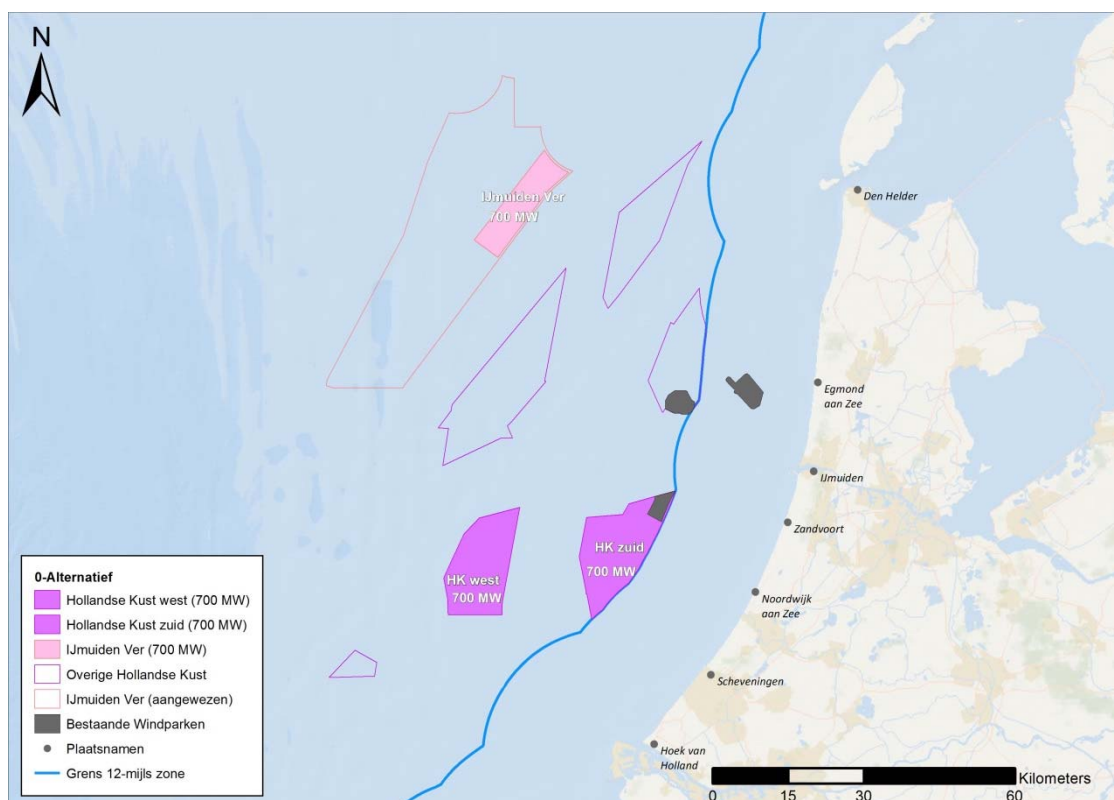 N
IJmuiden Ver
700 MW
Den Helder
Egmond
aan Zee
IJmuiden
Zandvoort
HK zuid
700 MW
HK west
700 MW
Noordwijk
aan Zee
Scheveningen
Hoek van
Holland
0-Alternatief
Hollandse Kust west (700 MW)
Hollandse Kust zuid (700 MW)
IJmuiden Ver (700 MW)
Overige Hollandse Kust
IJmuiden Ver (aangewezen)
Bestaande Windparken
Plaatsnamen
Grens 12-mijls zone
Kilometers
0 15 30 60